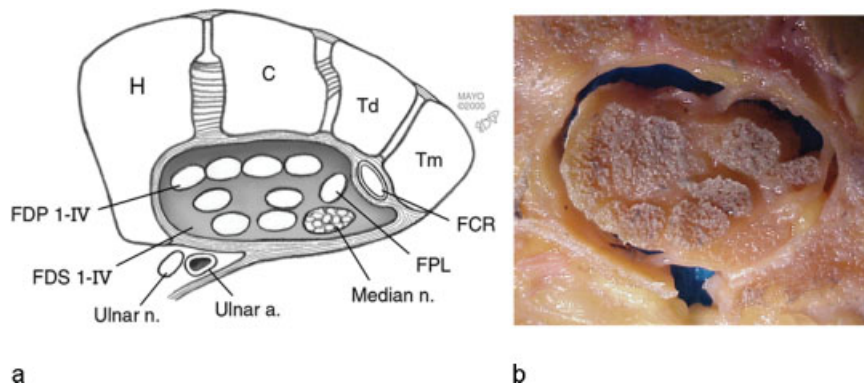 H
C
Td
Tm
MAYO
©2000
FDP 1-IV
FDS 1-IV
Ulnar n.
Ulnar a.
Median n.
FPL
FCR
a
b